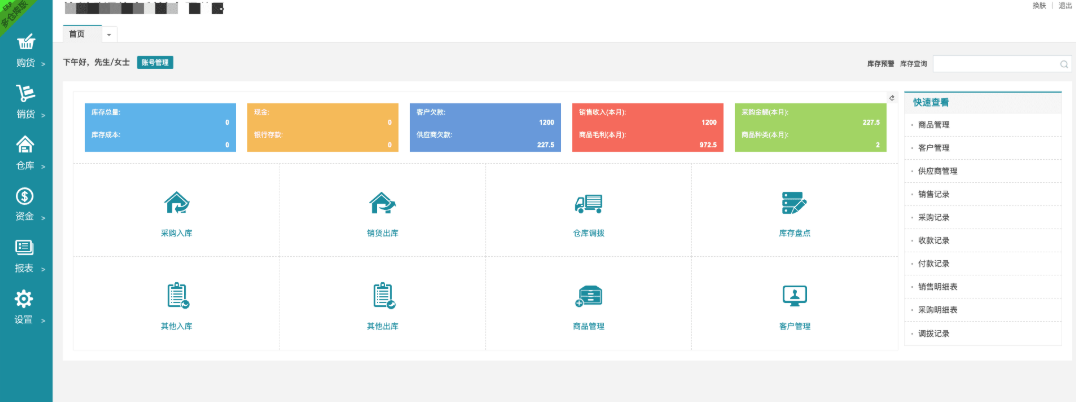 多仓库版
换肤 | 退出
首页
下午好，先生/女士 账号管理
库存预警 库存查询
购货 >
销货 >
仓库 >
资金 >
报表 >
设置 >
库存总量:
0
库存成本:
0
现金:
0
银行存款:
0
客户欠款:
1200
供应商欠款:
227.5
销售收入(本月):
1200
商品毛利(本月):
972.5
采购金额(本月):
227.5
商品种类(本月):
2
采购入库
销货出库
仓库调拨
库存盘点
其他入库
其他出库
商品管理
客户管理
快速查看
· 商品管理
· 客户管理
· 供应商管理
· 销售记录
· 采购记录
· 收款记录
· 付款记录
· 销售明细表
· 采购明细表
· 调拨记录